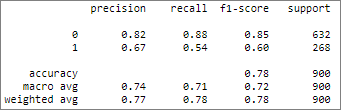 precision recall f1-score support
0 0.82 0.88 0.85 632
1 0.67 0.54 0.60 268
accuracy 0.78 900
macro avg 0.74 0.71 0.72 900
weighted avg 0.77 0.78 0.78 900